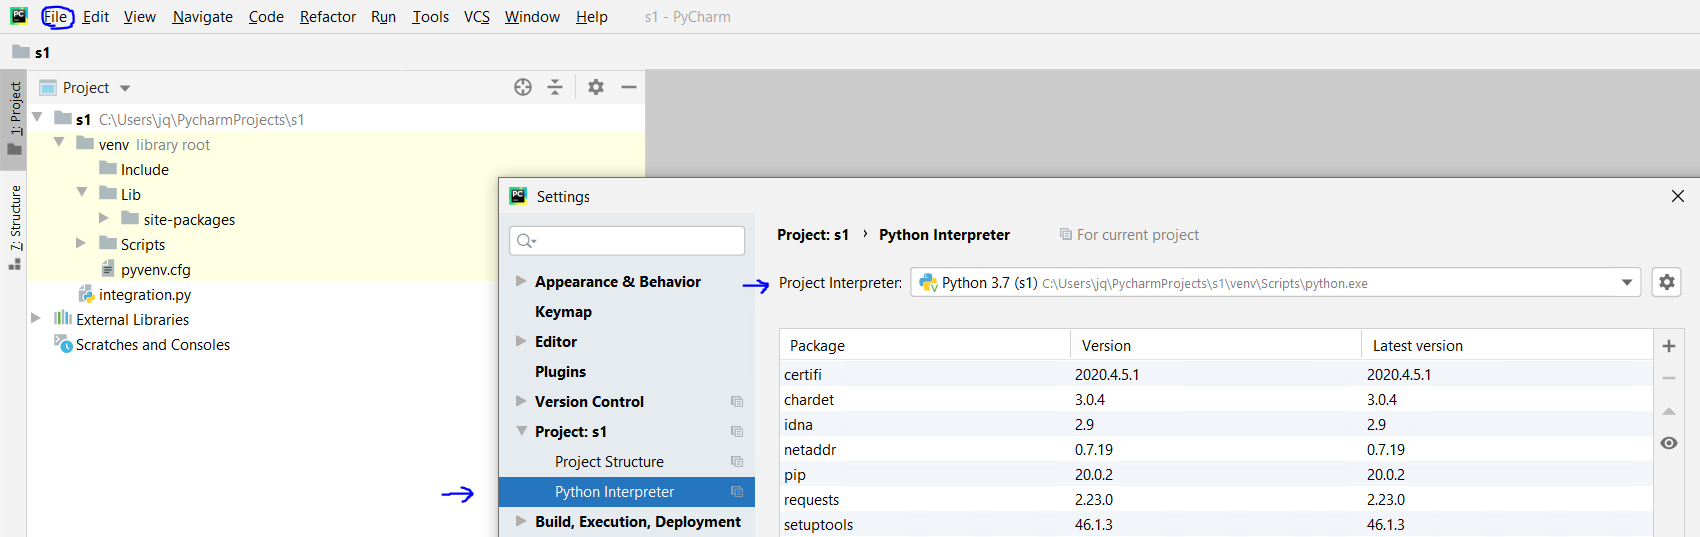 File Edit View Navigate Code Refactor Run Tools VCS Window Help s1 - PyCharm
s1
1: Project
7: Structure
Project
s1 C:\Users\jq\PycharmProjects\s1
venv library root
Include
Lib
site-packages
Scripts
pyvenv.cfg
integration.py
External Libraries
Scratches and Consoles
PC Settings
Appearance & Behavior
Keymap
Editor
Plugins
Version Control
Project: s1
Project Structure
Python Interpreter
Build, Execution, Deployment
Project: s1 › Python Interpreter For current project
Project Interpreter: Python 3.7 (s1) C:\Users\jq\PycharmProjects\s1\venv\Scripts\python.exe
Package Version Latest version
certifi 2020.4.5.1 2020.4.5.1
chardet 3.0.4 3.0.4
idna 2.9 2.9
netaddr 0.7.19 0.7.19
pip 20.0.2 20.0.2
requests 2.23.0 2.23.0
setuptools 46.1.3 46.1.3